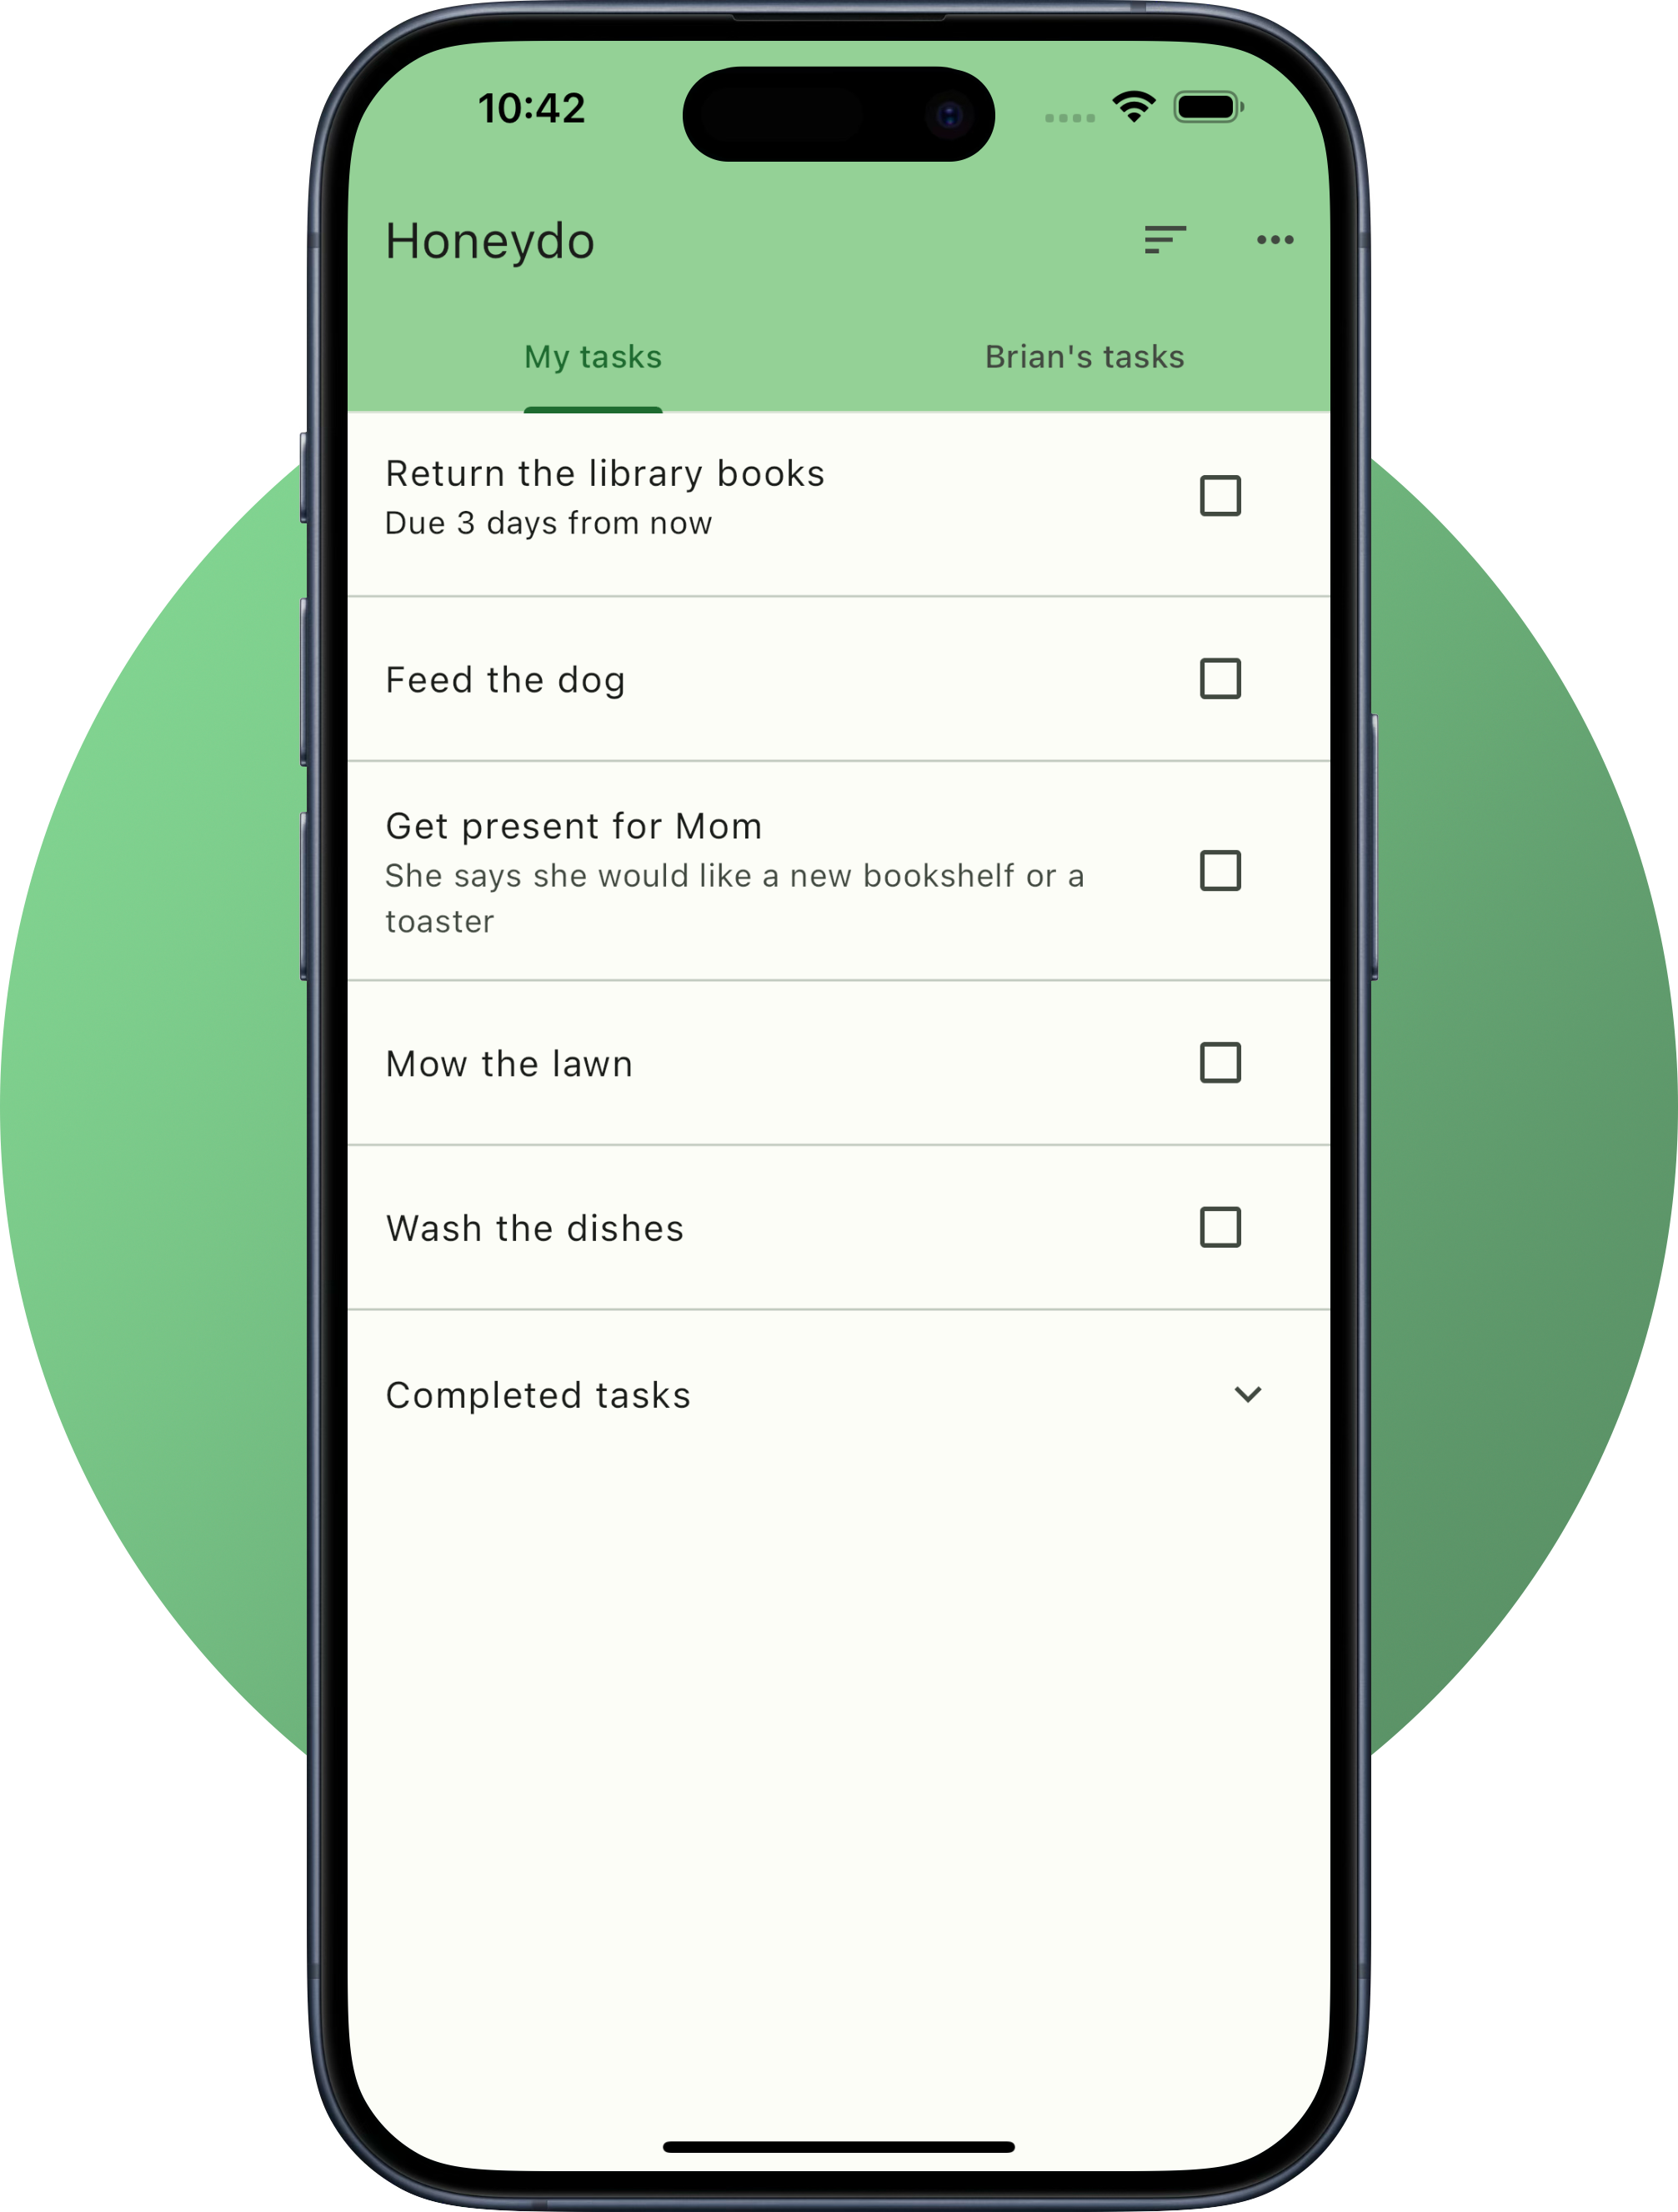 10:42
Honeydo
My tasks
Brian's tasks
Return the library books
Due 3 days from now
Feed the dog
Get present for Mom
She says she would like a new bookshelf or a
toaster
Mow the lawn
Wash the dishes
Completed tasks